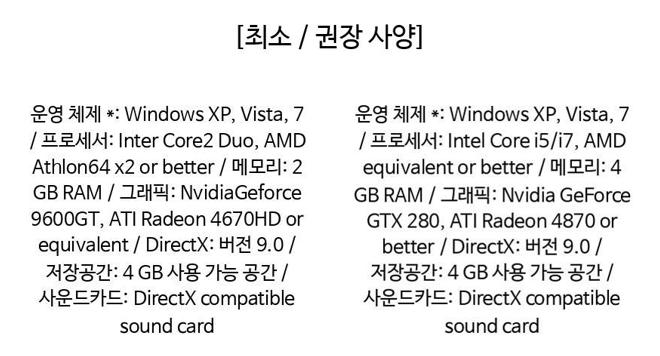 [최소 / 권장 사양]
운영 체제 *: Windows XP, Vista, 7
/ 프로세서: Inter Core2 Duo, AMD
Athlon64 x2 or better / 메모리: 2
GB RAM / 그래픽: NvidiaGeforce
9600GT, ATI Radeon 4670HD or
equivalent / DirectX: 버전 9.0 /
저장공간: 4 GB 사용 가능 공간 /
사운드카드: DirectX compatible
sound card
운영 체제 *: Windows XP, Vista, 7
/ 프로세서: Intel Core i5/i7, AMD
equivalent or better / 메모리: 4
GB RAM / 그래픽: Nvidia GeForce
GTX 280, ATI Radeon 4870 or
better / DirectX: 버전 9.0 /
저장공간: 4 GB 사용 가능 공간 /
사운드카드: DirectX compatible
sound card